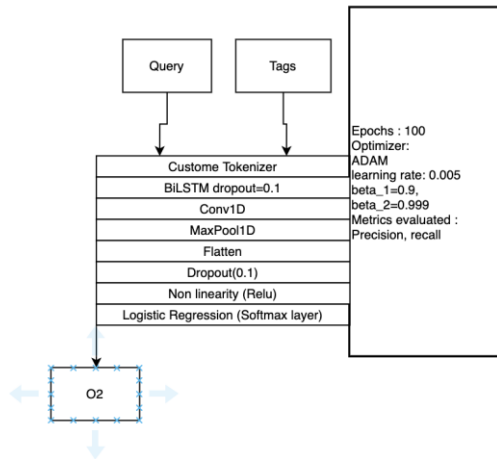 Query
Tags
Custome Tokenizer
BiLSTM dropout=0.1
Conv1D
MaxPool1D
Flatten
Dropout(0.1)
Non linearity (Relu)
Logistic Regression (Softmax layer)
Epochs : 100
Optimizer:
ADAM
learning rate: 0.005
beta_1=0.9,
beta_2=0.999
Metrics evaluated :
Precision, recall
O2